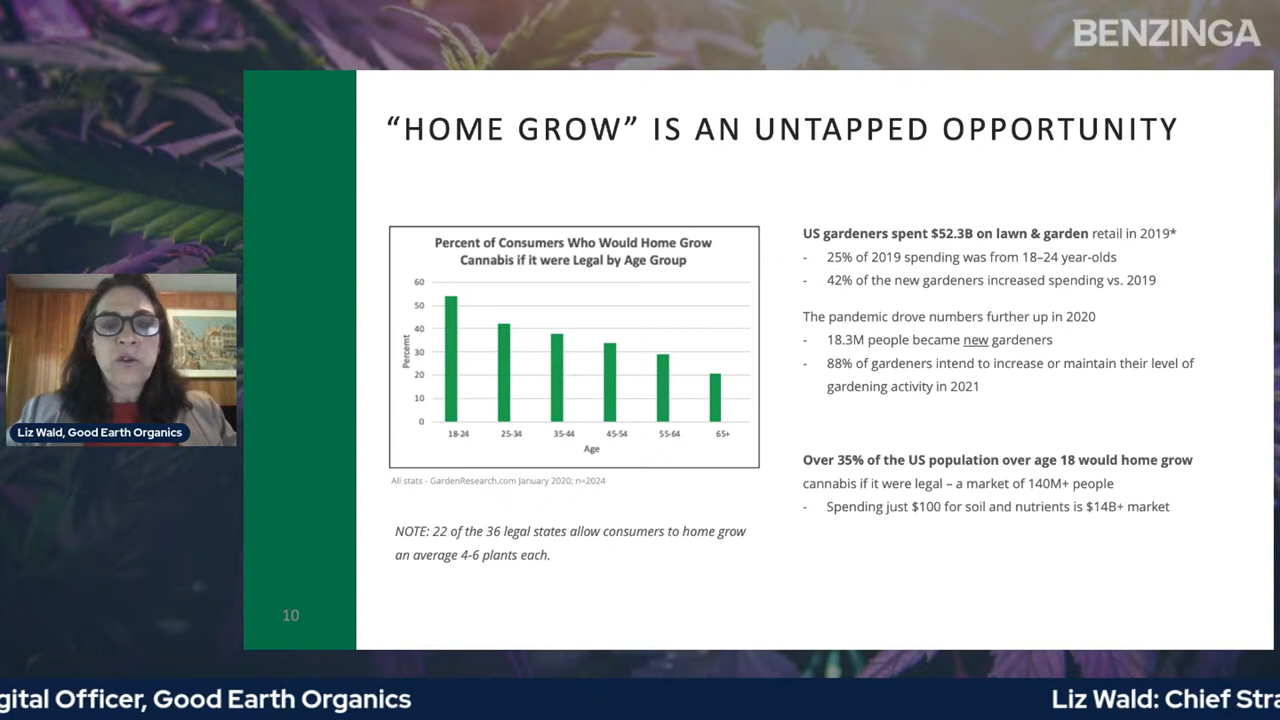 BENZINGA
“HOME GROW” IS AN UNTAPPED OPPORTUNITY
Percent of Consumers Who Would Home Grow
Cannabis if it were Legal by Age Group
60
50
40
30
20
10
0
Percent
18-24 25-34 35-44 45-54 55-64 65+
Age
All stats - GardenResearch.com January 2020; n=2024
NOTE: 22 of the 36 legal states allow consumers to home grow
an average 4-6 plants each.
US gardeners spent $52.3B on lawn & garden retail in 2019*
- 25% of 2019 spending was from 18–24 year-olds
- 42% of the new gardeners increased spending vs. 2019
The pandemic drove numbers further up in 2020
- 18.3M people became new gardeners
- 88% of gardeners intend to increase or maintain their level of
gardening activity in 2021
Over 35% of the US population over age 18 would home grow
cannabis if it were legal – a market of 140M+ people
- Spending just $100 for soil and nutrients is $14B+ market
10
Liz Wald, Good Earth Organics
gital Officer, Good Earth Organics
Liz Wald: Chief Stra